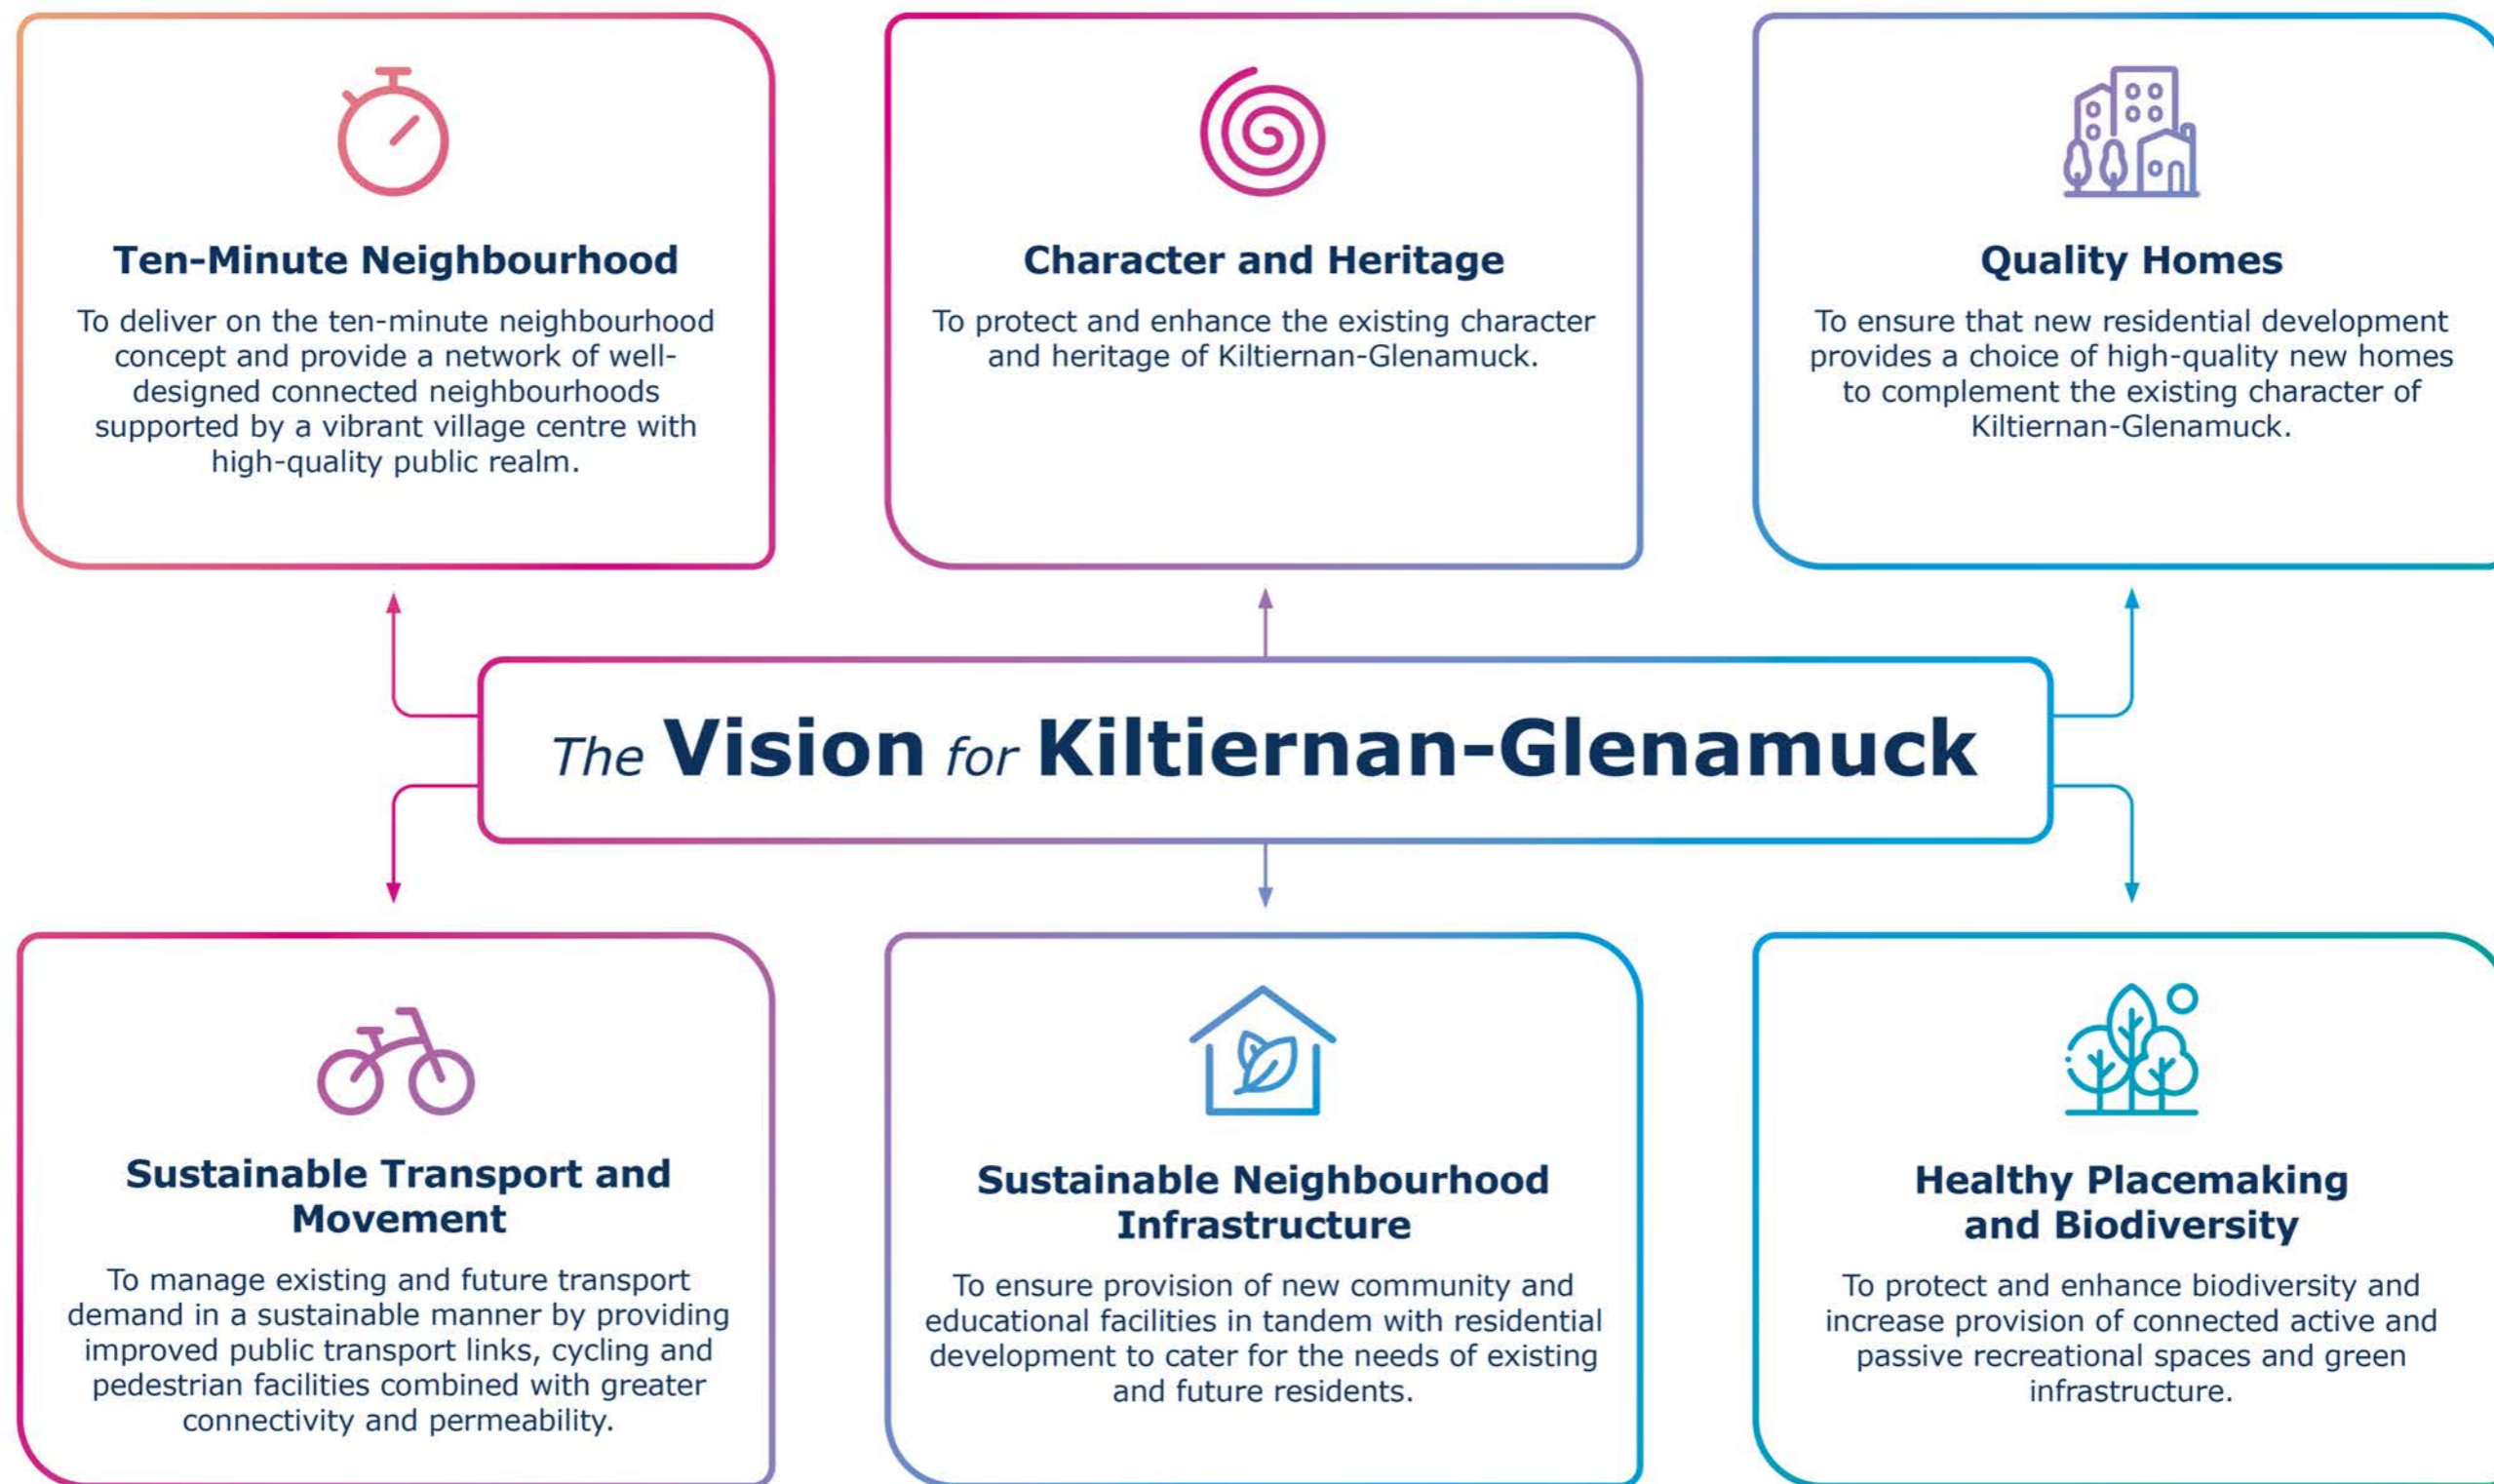 Ten-Minute Neighbourhood
To deliver on the ten-minute neighbourhood
concept and provide a network of well-
designed connected neighbourhoods
supported by a vibrant village centre with
high-quality public realm.
Character and Heritage
To protect and enhance the existing character
and heritage of Kiltiernan-Glenamuck.
Quality Homes
To ensure that new residential development
provides a choice of high-quality new homes
to complement the existing character of
Kiltiernan-Glenamuck.
The Vision for Kiltiernan-Glenamuck
Sustainable Transport and
Movement
To manage existing and future transport
demand in a sustainable manner by providing
improved public transport links, cycling and
pedestrian facilities combined with greater
connectivity and permeability.
Sustainable Neighbourhood
Infrastructure
To ensure provision of new community and
educational facilities in tandem with residential
development to cater for the needs of existing
and future residents.
Healthy Placemaking
and Biodiversity
To protect and enhance biodiversity and
increase provision of connected active and
passive recreational spaces and green
infrastructure.